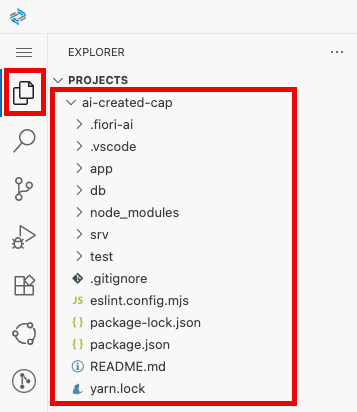 EXPLORER
PROJECTS
ai-created-cap
.fiori-ai
.vscode
app
db
node_modules
srv
test
.gitignore
JS eslint.config.mjs
{ } package-lock.json
{ } package.json
README.md
yarn.lock